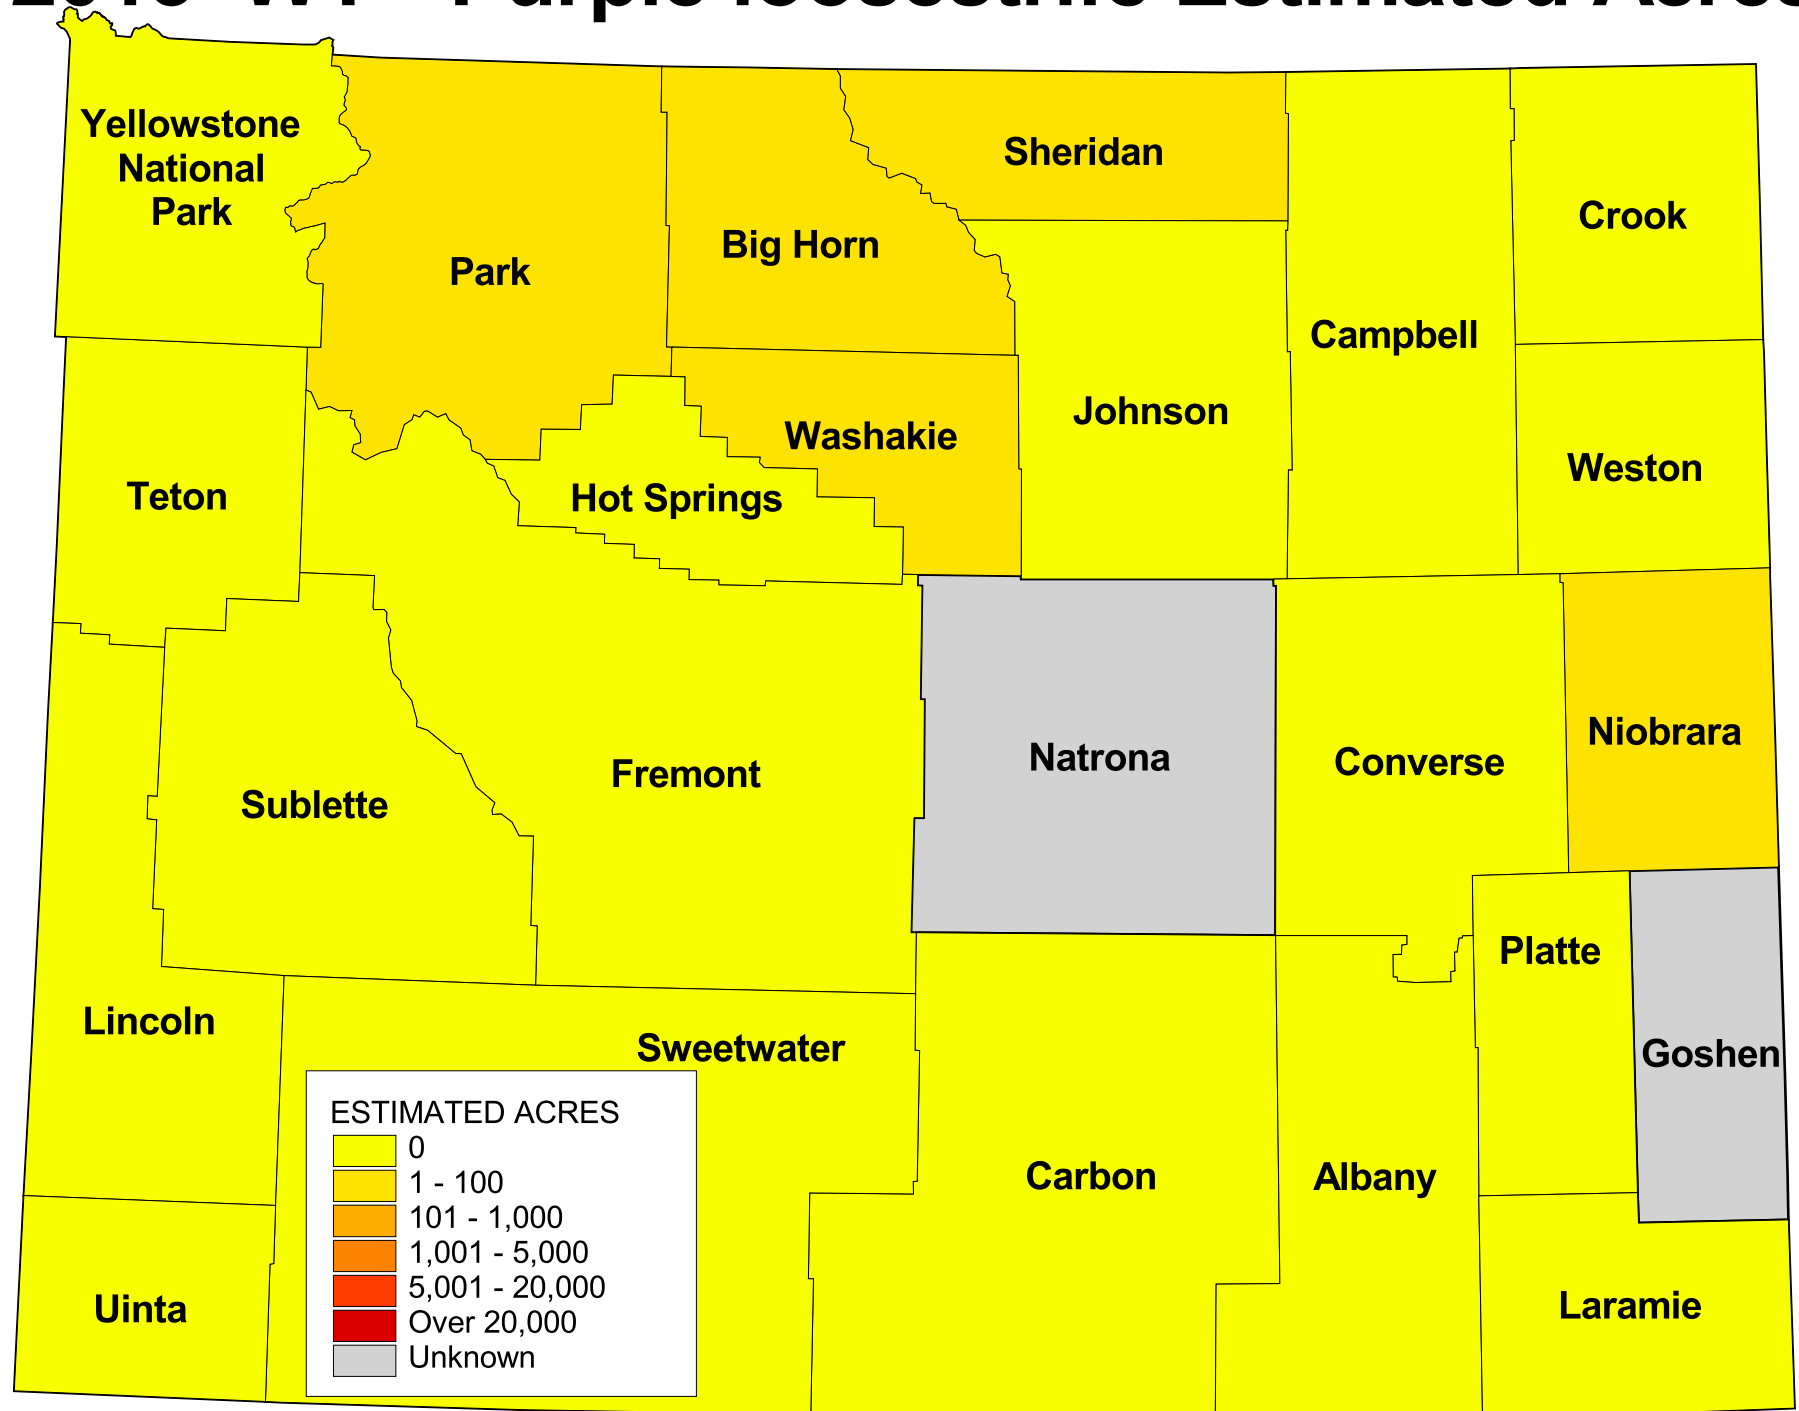 Yellowstone
National
Park
Park
Big Horn
Sheridan
Campbell
Crook
Johnson
Washakie
Hot Springs
Weston
Teton
Sublette
Fremont
Natrona
Converse
Niobrara
Platte
Goshen
Lincoln
Sweetwater
Carbon
Albany
Laramie
Uinta
ESTIMATED ACRES
0
1 - 100
101 - 1,000
1,001 - 5,000
5,001 - 20,000
Over 20,000
Unknown